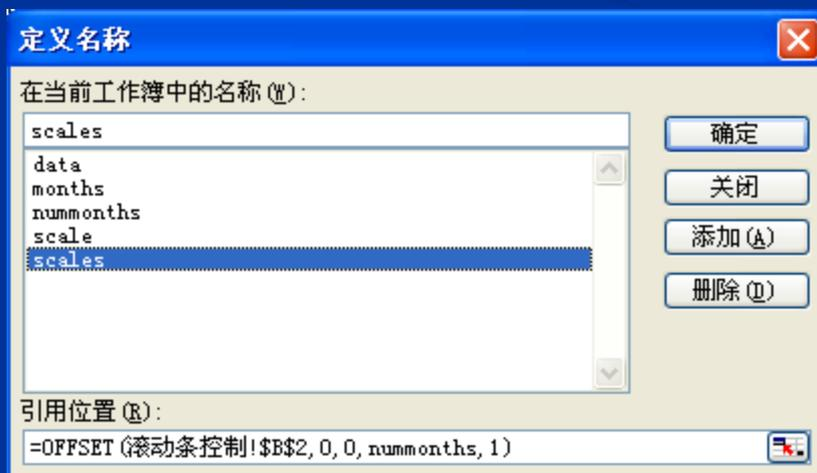 定义名称
在当前工作簿中的名称(W):
scales
确定
data
months
nummonths
scale
scales
关闭
添加(A)
删除(D)
引用位置(R):
=OFFSET(滚动条控制!$B$2,0,0,nummonths,1)